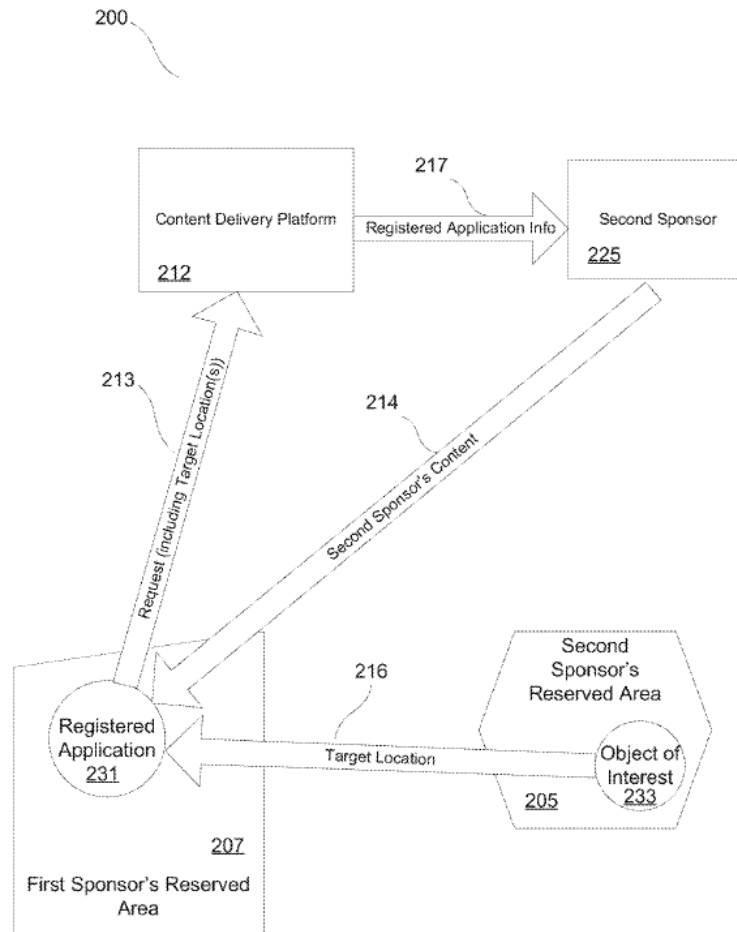 200
217
Content Delivery Platform
212
Registered Application Info
Second Sponsor
225
213
Request (including Target Location(s))
214
Second Sponsor's Content
Second
Sponsor's
Reserved Area
216
Registered
Application
231
Target Location
Object of
Interest
233
205
207
First Sponsor's Reserved
Area